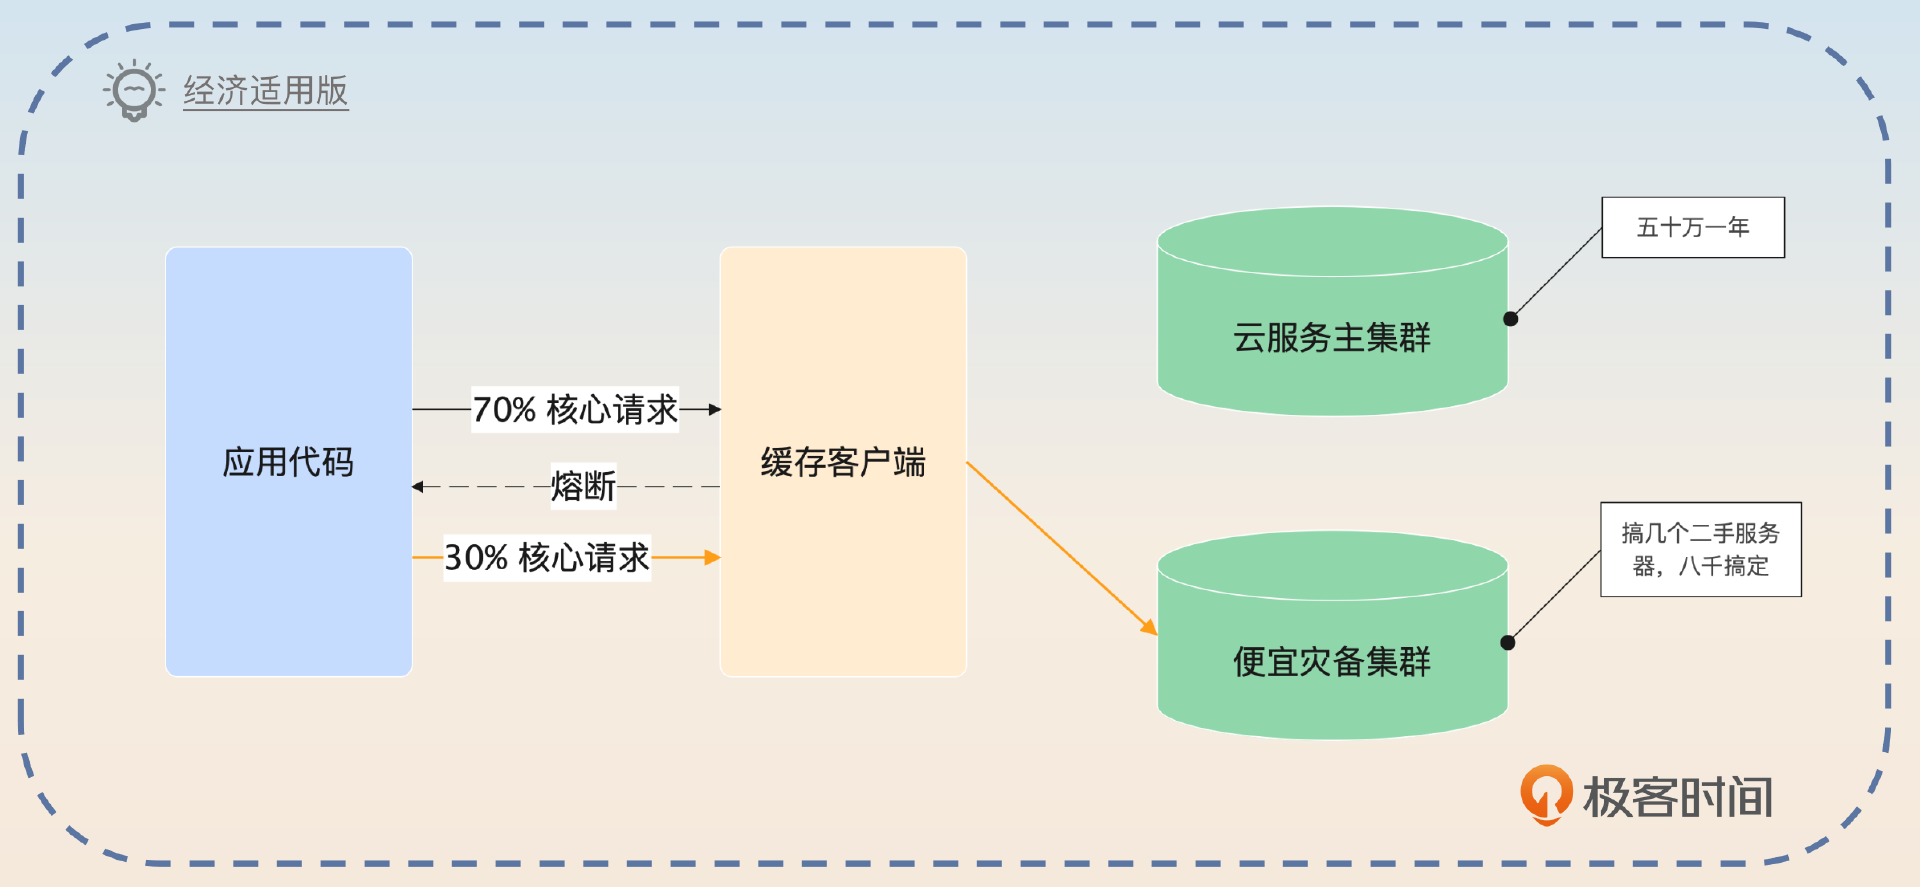 经济适用版
五十万一年
云服务主集群
70% 核心请求
应用代码
熔断
缓存客户端
30% 核心请求
搞几个二手服务
器，八千搞定
便宜灾备集群
极客时间